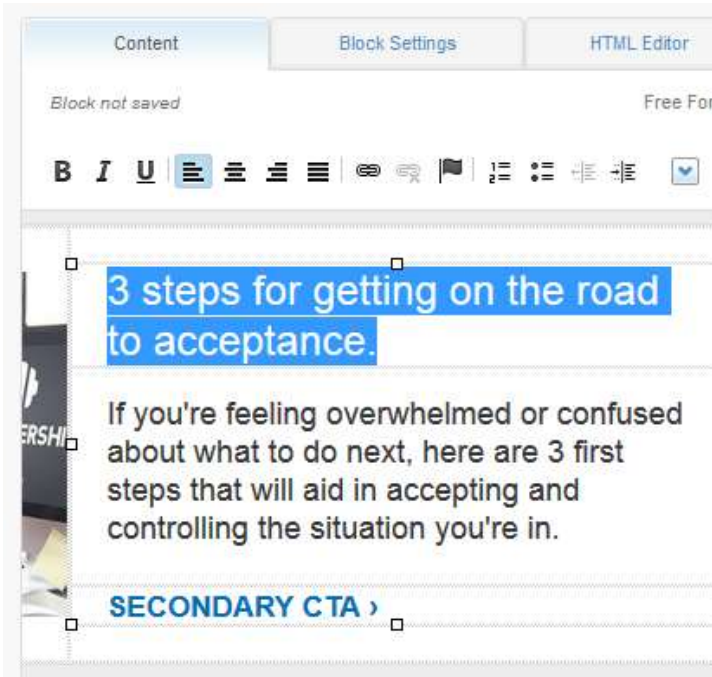 Content Block Settings HTML Editor
Block not saved
B I U
3 steps for getting on the road
to acceptance.
If you're feeling overwhelmed or confused
about what to do next, here are 3 first
steps that will aid in accepting and
controlling the situation you're in.
SECONDARY CTA ›